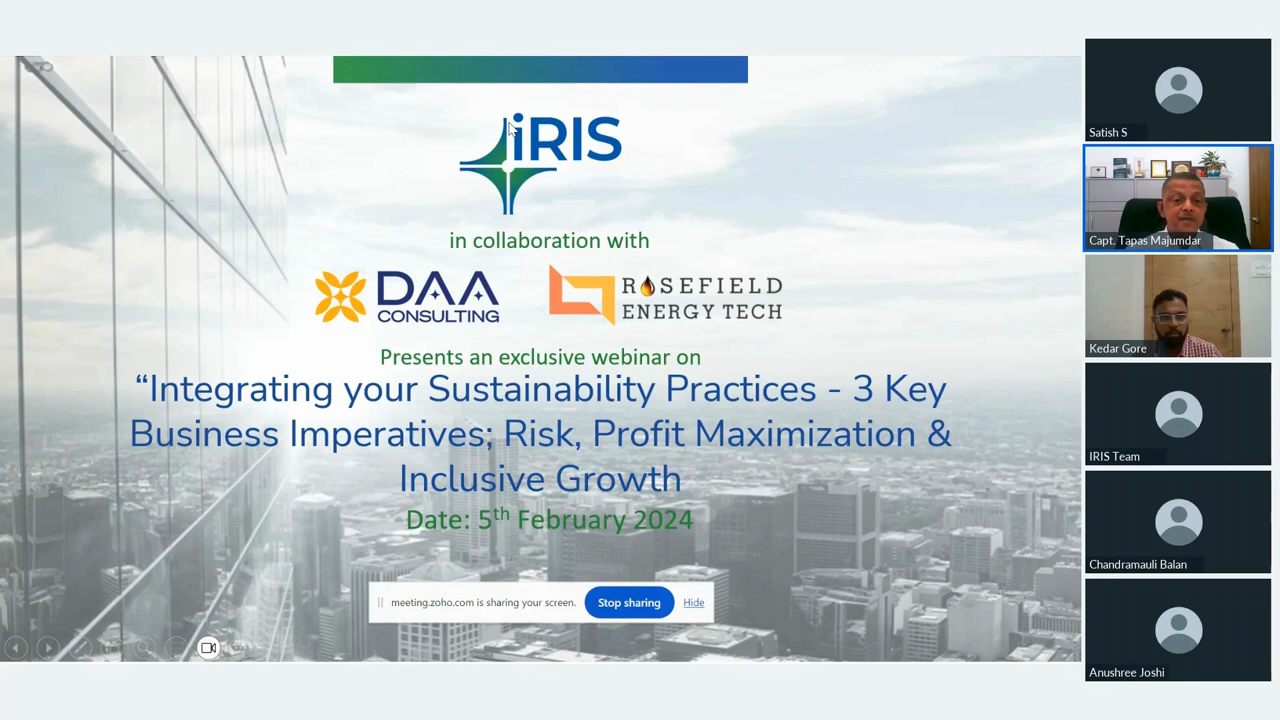 iRIS
in collaboration with
DAA
CONSULTING
ROSEFIELD
ENERGY TECH
Presents an exclusive webinar on
“Integrating your Sustainability Practices - 3 Key
Business Imperatives; Risk, Profit Maximization &
Inclusive Growth
Date: 5th February 2024
meeting.zoho.com is sharing your screen.
Stop sharing
Hide
Satish S
Capt. Tapas Majumdar
Kedar Gore
IRIS Team
Chandramauli Balan
Anushree Joshi